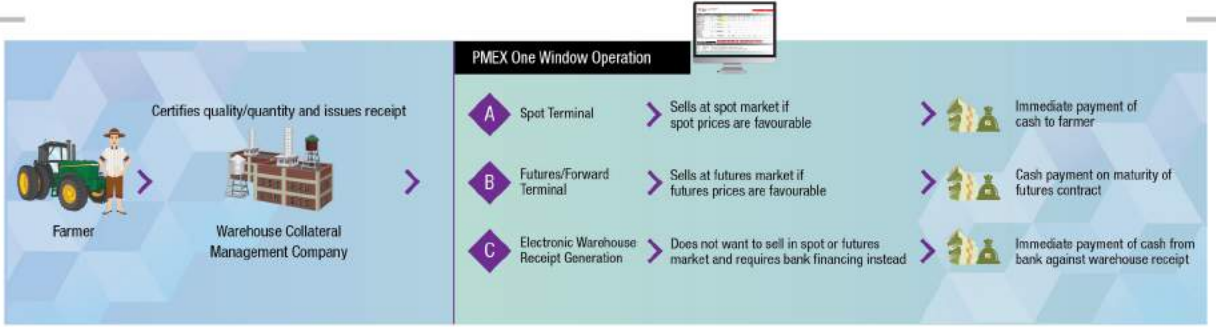 PMEX One Window Operation
Certifies quality/quantity and issues receipt
Farmer
Warehouse Collateral
Management Company
A
Spot Terminal
Sells at spot market if
spot prices are favourable
Immediate payment of
cash to farmer
B
Futures/Forward
Terminal
Sells at futures market if
futures prices are favourable
Cash payment on maturity of
futures contract
C
Electronic Warehouse
Receipt Generation
Does not want to sell in spot or futures
market and requires bank financing instead
Immediate payment of cash from
bank against warehouse receipt